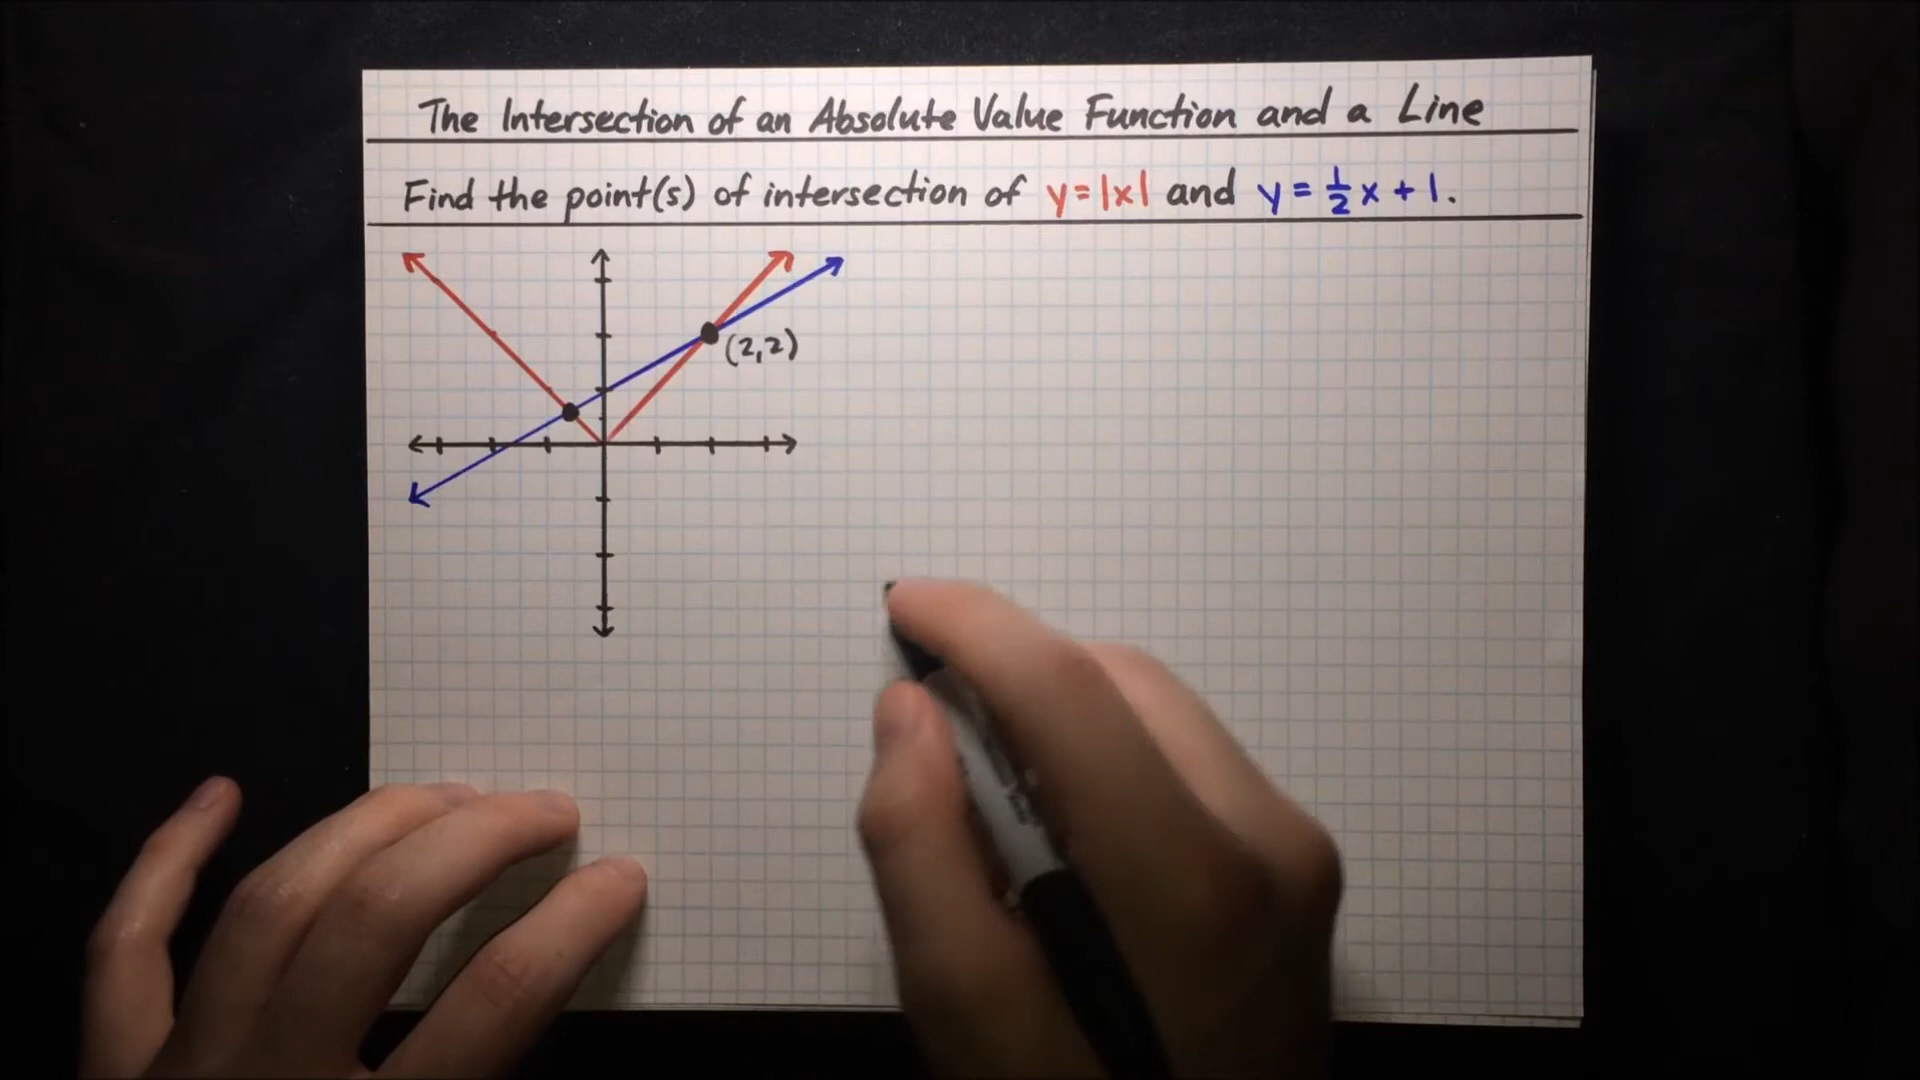 The Intersection of an Absolute Value Function and a Line
Find the point(s) of intersection of y=|x| and y=½x+1.
(2,2)